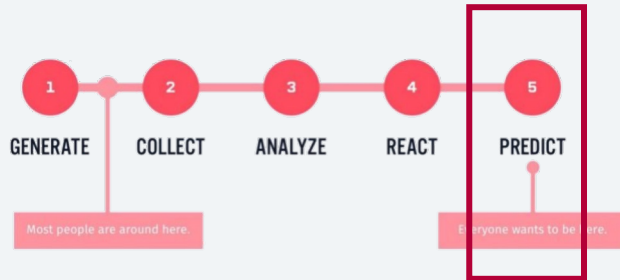 1 2 3 4 5
GENERATE COLLECT ANALYZE REACT PREDICT
Most people are around here. Everyone wants to be here.